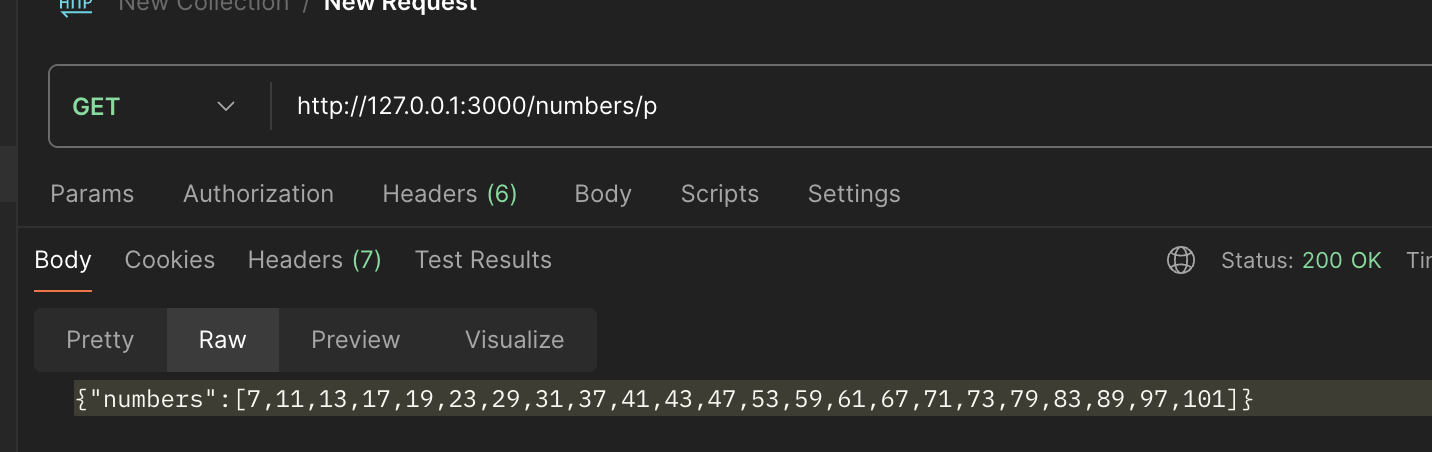 HTTP New Collection / New Request
GET http://127.0.0.1:3000/numbers/p
Params Authorization Headers (6) Body Scripts Settings
Body Cookies Headers (7) Test Results Status: 200 OK
Pretty Raw Preview Visualize
{"numbers":[7,11,13,17,19,23,29,31,37,41,43,47,53,59,61,67,71,73,79,83,89,97,101]}